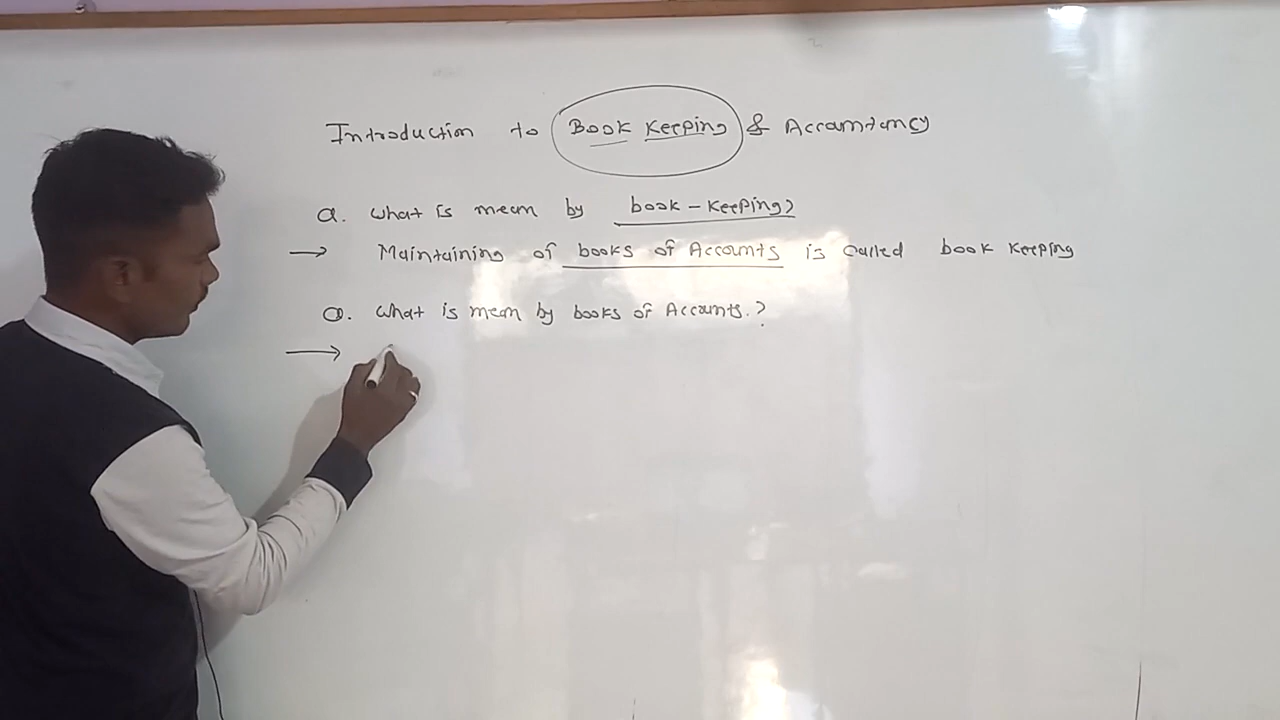 Introduction to Book Keeping & Accountancy
Q. What is mean by book-keeping?
→ Maintaining of books of Accounts is called book keeping
Q. What is mean by books of Accounts.?
→